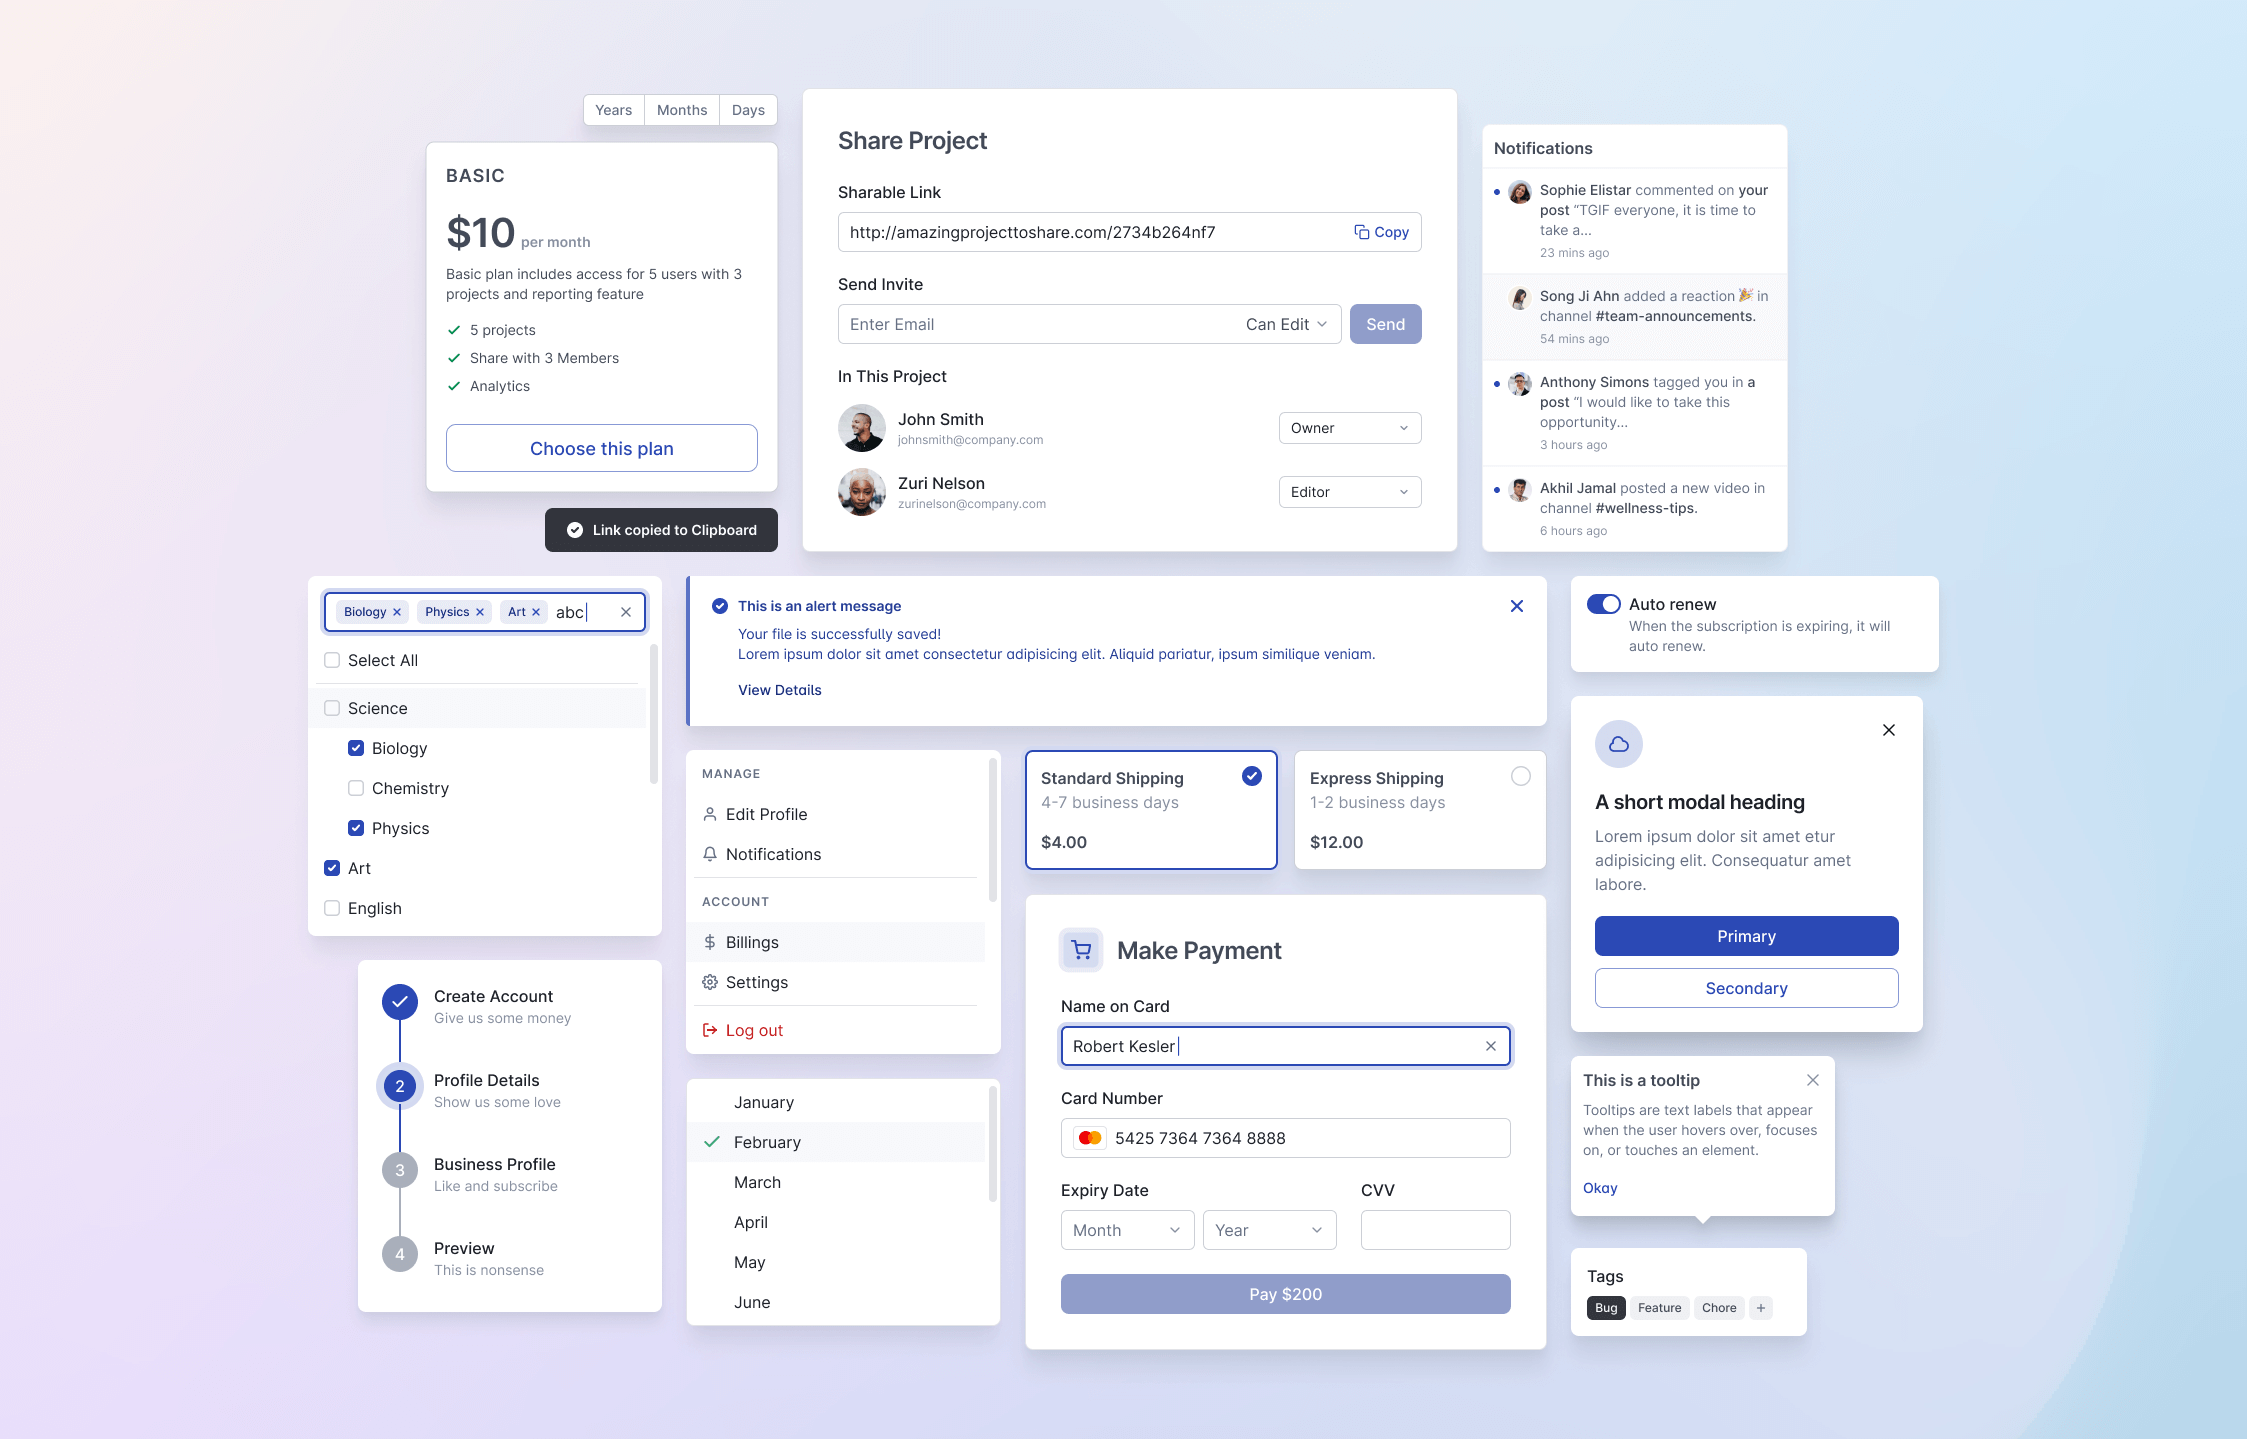 Years Months Days
BASIC
$10 per month
Basic plan includes access for 5 users with 3
projects and reporting feature
5 projects
Share with 3 Members
Analytics
Choose this plan
Link copied to Clipboard
Share Project
Sharable Link
http://amazingprojecttoshare.com/2734b264nf7 Copy
Send Invite
Enter Email Can Edit Send
In This Project
John Smith
johnsmith@company.com
Owner
Zuri Nelson
zurinelson@company.com
Editor
Notifications
Sophie Elistar commented on your
post “TGIF everyone, it is time to
take a...
23 mins ago
Song Ji Ahn added a reaction 🎉 in
channel #team-announcements.
54 mins ago
Anthony Simons tagged you in a
post “I would like to take this
opportunity...
3 hours ago
Akhil Jamal posted a new video in
channel #wellness-tips.
6 hours ago
Biology Physics Art abc
Select All
Science
Biology
Chemistry
Physics
Art
English
This is an alert message
Your file is successfully saved!
Lorem ipsum dolor sit amet consectetur adipisicing elit. Aliquid pariatur, ipsum similique veniam.
View Details
Auto renew
When the subscription is expiring, it will
auto renew.
MANAGE
Edit Profile
Notifications
ACCOUNT
Billings
Settings
Log out
Standard Shipping
4-7 business days
$4.00
Express Shipping
1-2 business days
$12.00
A short modal heading
Lorem ipsum dolor sit amet etur
adipisicing elit. Consequatur amet
labore.
Primary
Secondary
Create Account
Give us some money
2
Profile Details
Show us some love
3
Business Profile
Like and subscribe
4
Preview
This is nonsense
January
February
March
April
May
June
Make Payment
Name on Card
Robert Kesler
Card Number
5425 7364 7364 8888
Expiry Date CVV
Month Year
Pay $200
This is a tooltip
Tooltips are text labels that appear
when the user hovers over, focuses
on, or touches an element.
Okay
Tags
Bug Feature Chore +